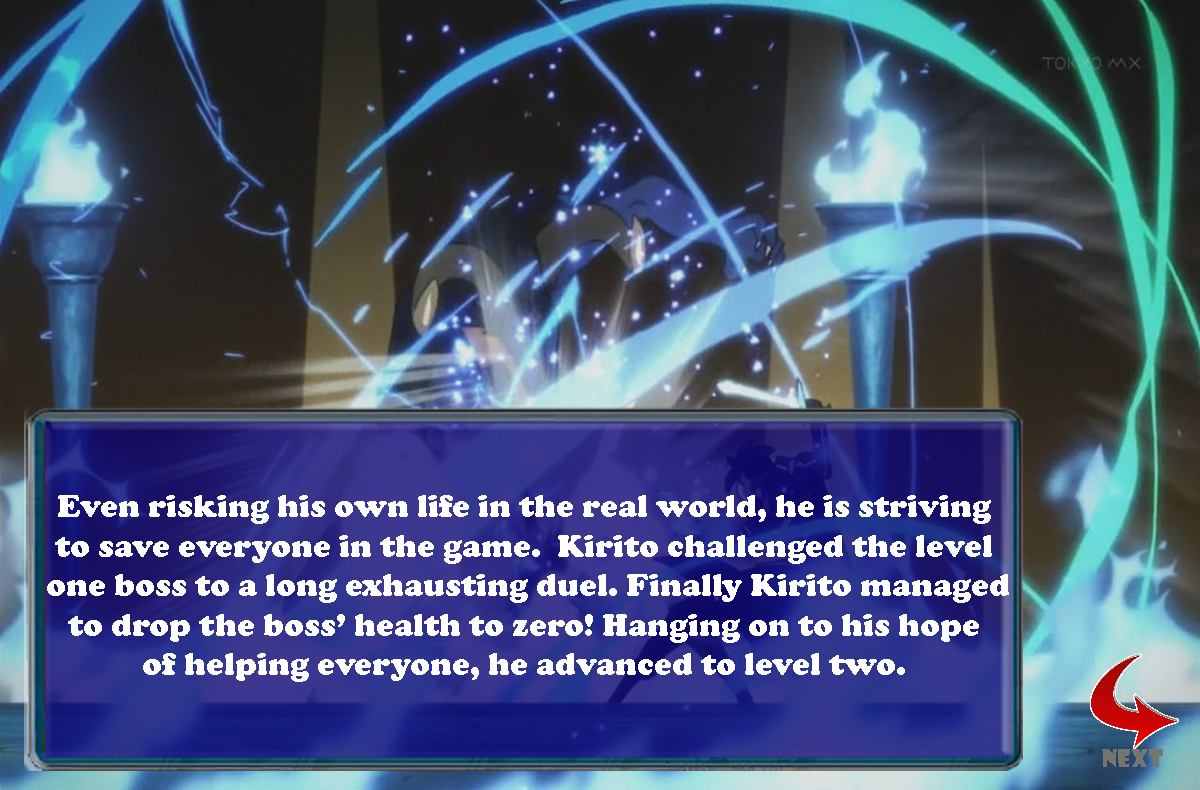 TOKYO MX
Even risking his own life in the real world, he is striving
to save everyone in the game.  Kirito challenged the level
one boss to a long exhausting duel. Finally Kirito managed
to drop the boss’ health to zero! Hanging on to his hope
of helping everyone, he advanced to level two.
NEXT